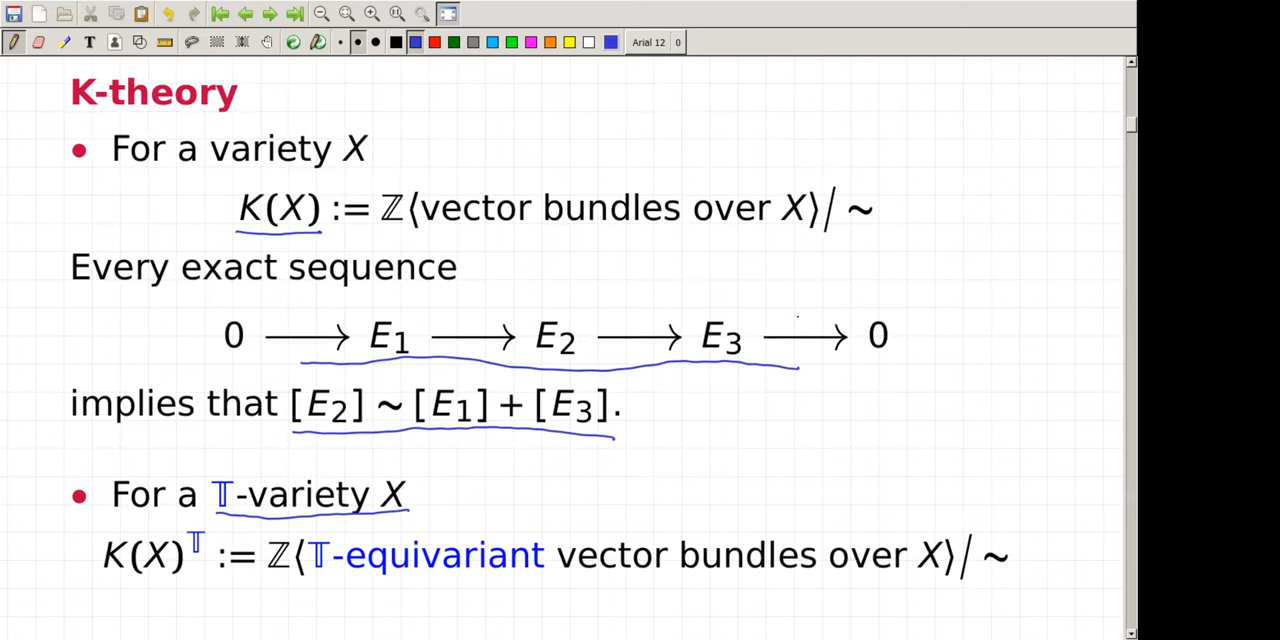 Arial 12 0
K-theory
• For a variety X
K(X) := ℤ⟨vector bundles over X⟩/ ~
Every exact sequence
0 ⟶ E₁ ⟶ E₂ ⟶ E₃ ⟶ 0
implies that [E₂] ~ [E₁] + [E₃].
• For a 𝕋-variety X
K(X)^𝕋 := ℤ⟨𝕋-equivariant vector bundles over X⟩/ ~